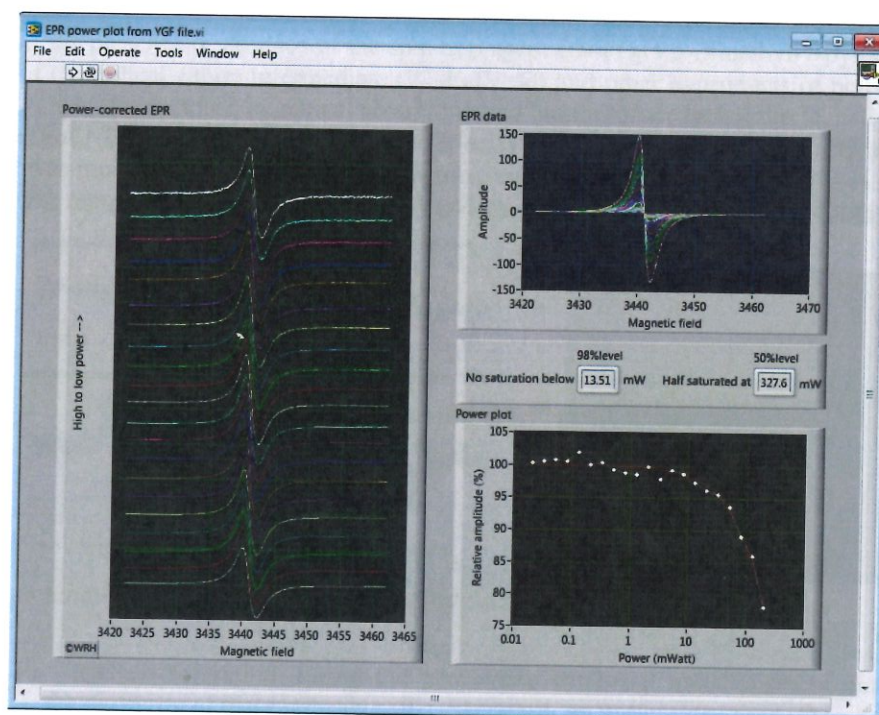 EPR power plot from YGF file.vi
File Edit Operate Tools Window Help
Power-corrected EPR
High to low power -->
3420 3425 3430 3435 3440 3445 3450 3455 3460 3465
Magnetic field
©WRH
EPR data
Amplitude
150
100
50
0
-50
-100
-150
3420 3430 3440 3450 3460 3470
Magnetic field
98%level 50%level
No saturation below 13.51 mW Half saturated at 327.6 mW
Power plot
Relative amplitude (%)
105
100
95
90
85
80
75
0.01 0.1 1 10 100 1000
Power (mWatt)